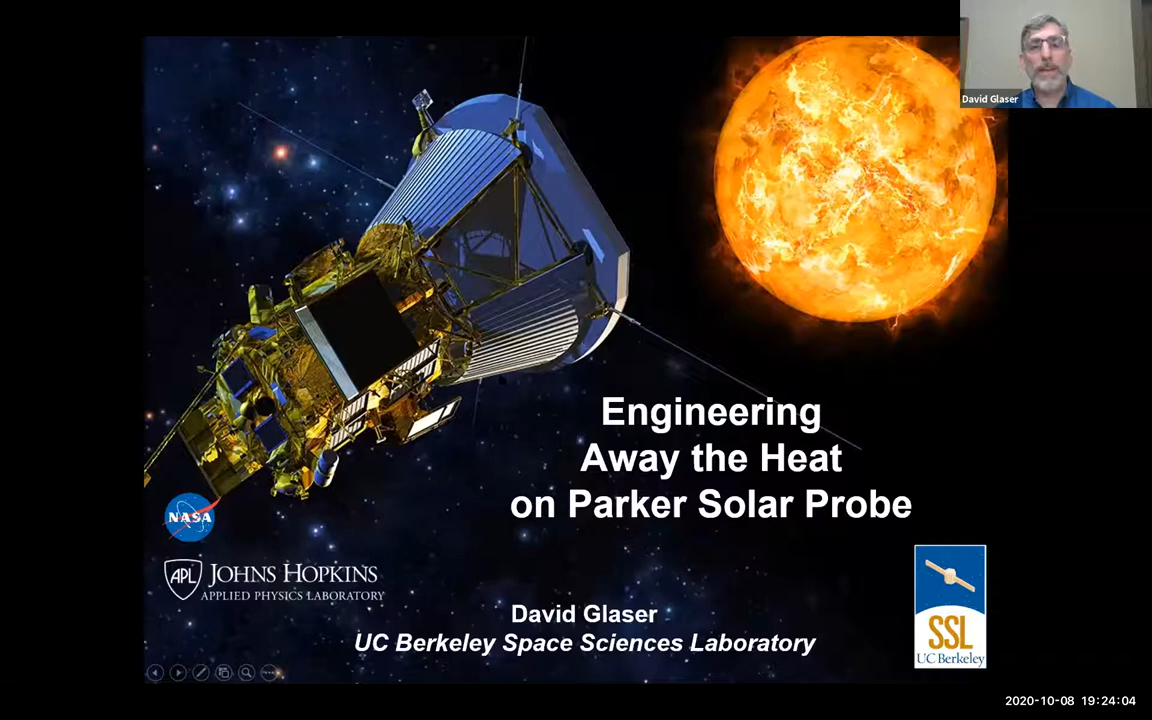 David Glaser
Engineering
Away the Heat
on Parker Solar Probe
NASA
APL
JOHNS HOPKINS
APPLIED PHYSICS LABORATORY
David Glaser
UC Berkeley Space Sciences Laboratory
SSL
UC Berkeley
2020-10-08 19:24:04